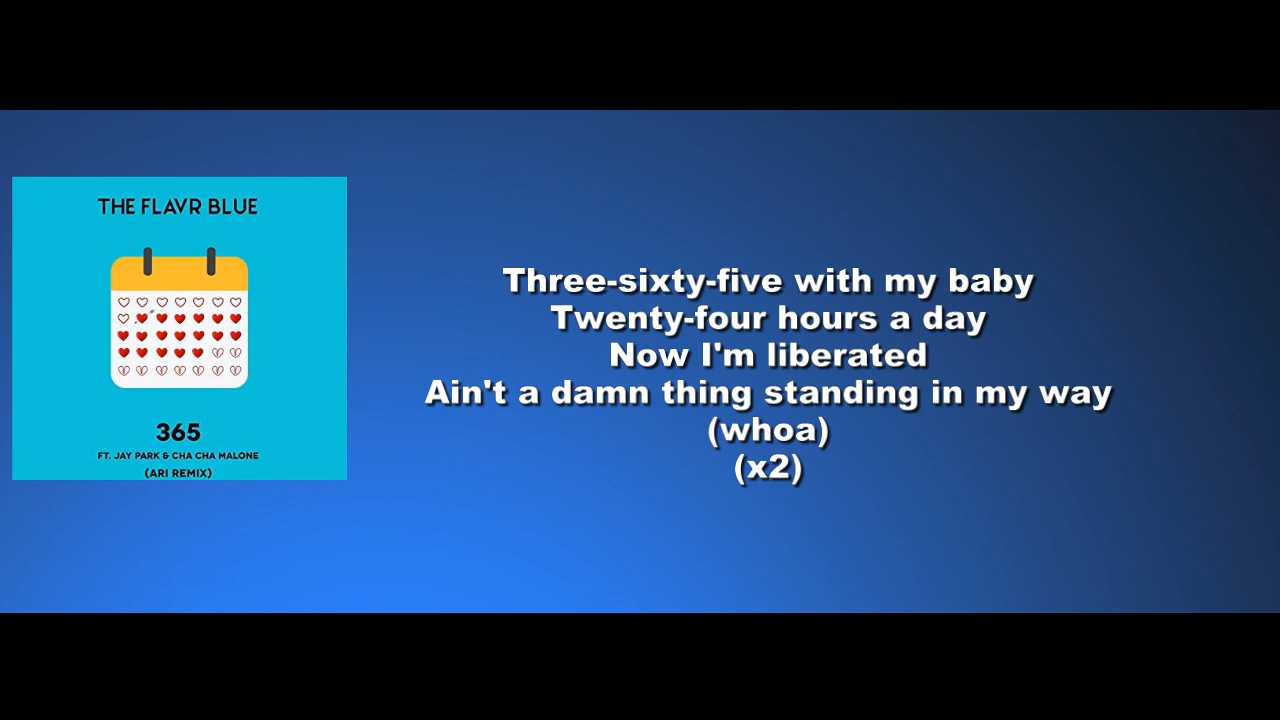 THE FLAVR BLUE
365
FT. JAY PARK & CHA CHA MALONE
(ARI REMIX)
Three-sixty-five with my baby
Twenty-four hours a day
Now I'm liberated
Ain't a damn thing standing in my way
(whoa)
(x2)